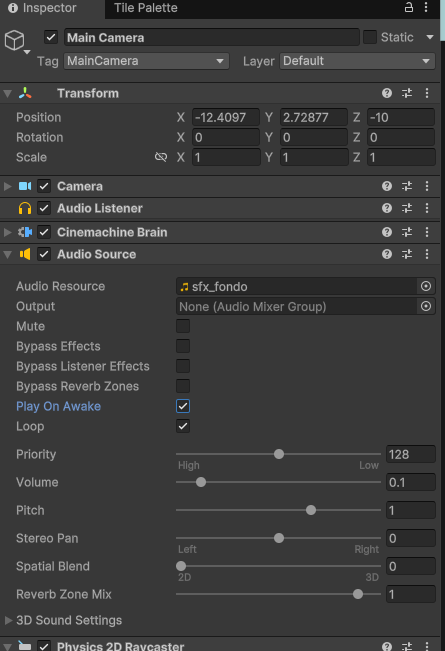 Inspector Tile Palette
Main Camera Static
Tag MainCamera Layer Default
Transform
Position X -12.4097 Y 2.72877 Z -10
Rotation X 0 Y 0 Z 0
Scale X 1 Y 1 Z 1
Camera
Audio Listener
Cinemachine Brain
Audio Source
Audio Resource sfx_fondo
Output None (Audio Mixer Group)
Mute
Bypass Effects
Bypass Listener Effects
Bypass Reverb Zones
Play On Awake
Loop
Priority 128
High Low
Volume 0.1
Pitch 1
Stereo Pan 0
Left Right
Spatial Blend 0
2D 3D
Reverb Zone Mix 1
3D Sound Settings
Physics 2D Raycaster